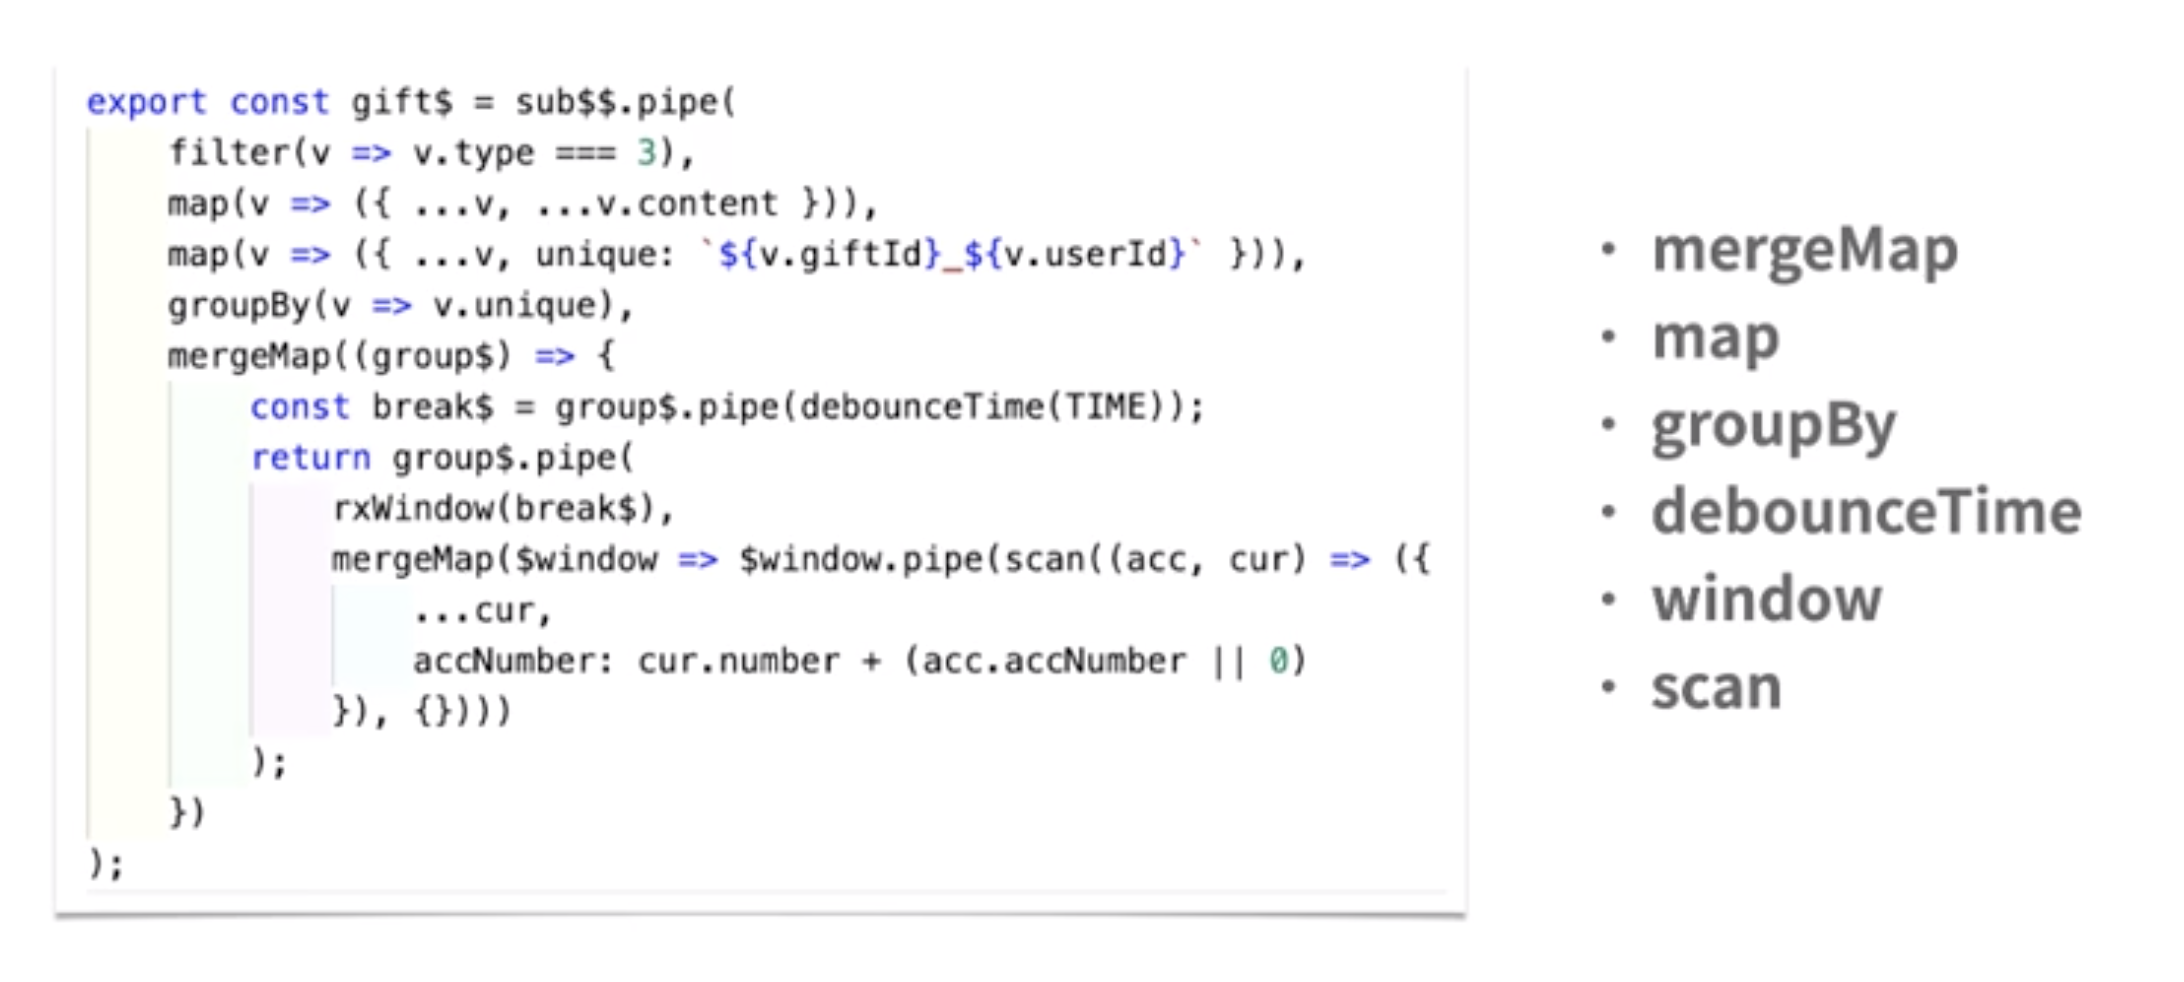 export const gift$ = sub$$.pipe(
    filter(v => v.type === 3),
    map(v => ({ ...v, ...v.content })),
    map(v => ({ ...v, unique: `${v.giftId}_${v.userId}` })),
    groupBy(v => v.unique),
    mergeMap((group$) => {
        const break$ = group$.pipe(debounceTime(TIME));
        return group$.pipe(
            rxWindow(break$),
            mergeMap($window => $window.pipe(scan((acc, cur) => ({
                ...cur,
                accNumber: cur.number + (acc.accNumber || 0)
            }), {})))
        );
    })
);
• mergeMap
• map
• groupBy
• debounceTime
• window
• scan